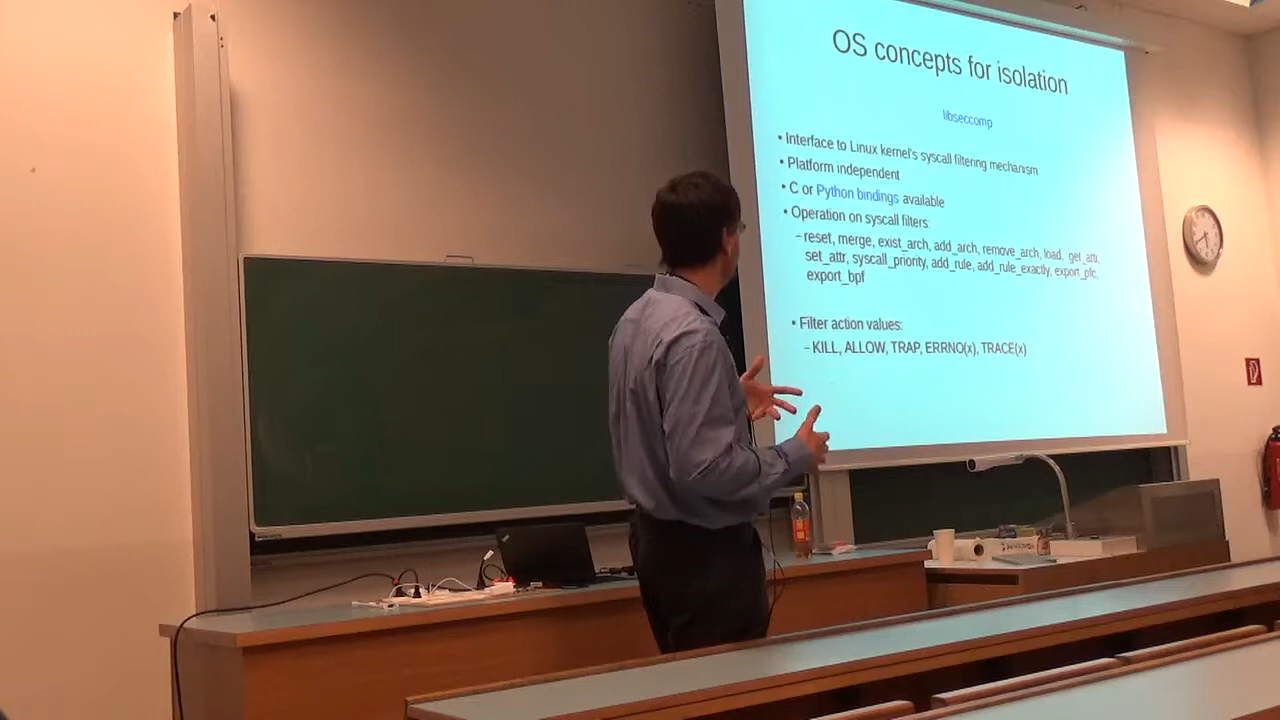 OS concepts for isolation
libseccomp
• Interface to Linux kernel's syscall filtering mechanism
• Platform independent
• C or Python bindings available
• Operation on syscall filters:
– reset, merge, exist_arch, add_arch, remove_arch, load, get_attr,
set_attr, syscall_priority, add_rule, add_rule_exactly, export_pfc,
export_bpf
• Filter action values:
– KILL, ALLOW, TRAP, ERRNO(x), TRACE(x)